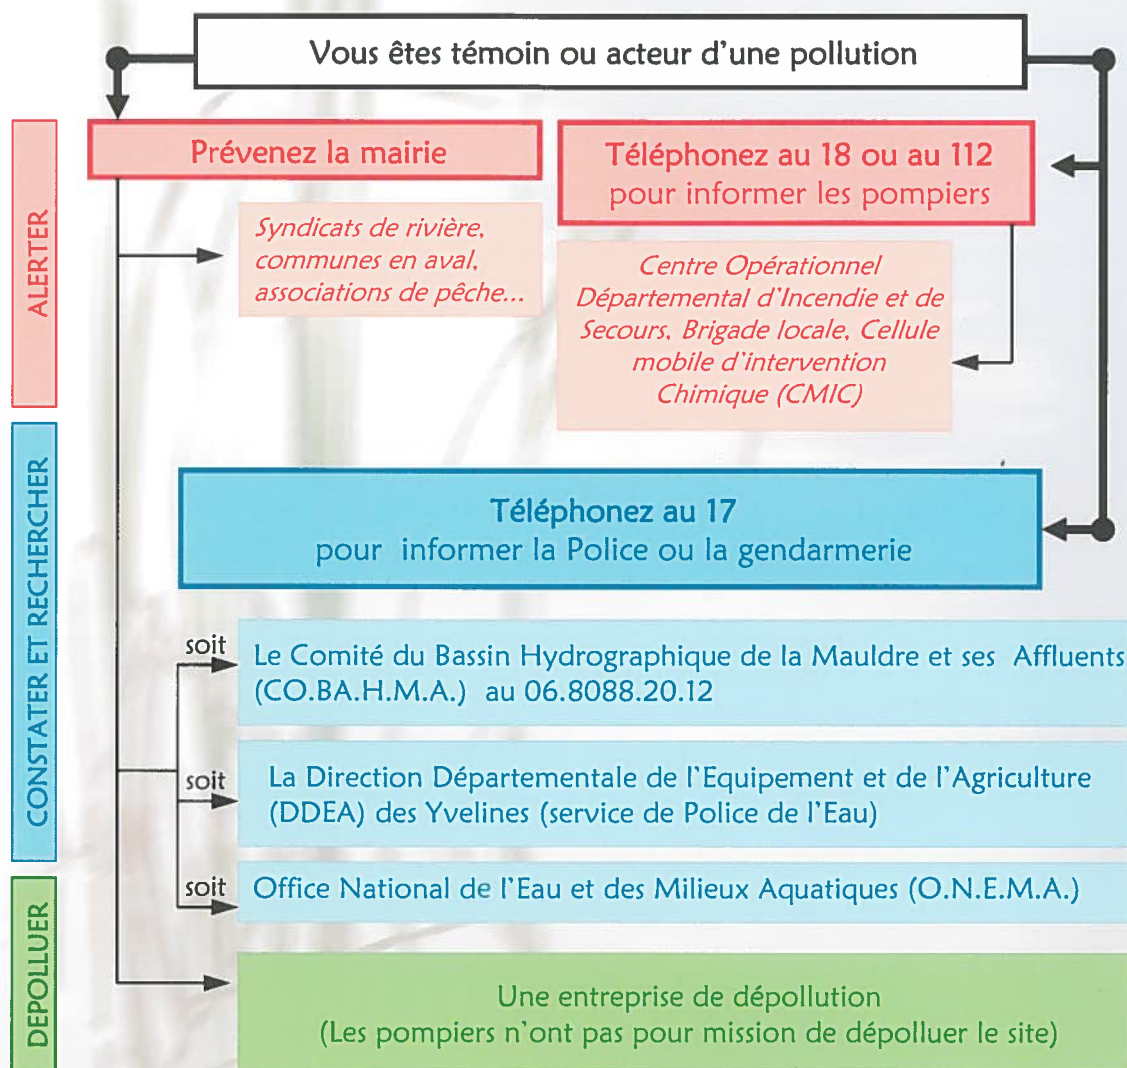 Vous êtes témoin ou acteur d'une pollution
ALERTER
Prévenez la mairie
Syndicats de rivière,
communes en aval,
associations de pêche...
Téléphonez au 18 ou au 112
pour informer les pompiers
Centre Opérationnel
Départemental d'Incendie et de
Secours, Brigade locale, Cellule
mobile d'intervention
Chimique (CMIC)
CONSTATER ET RECHERCHER
Téléphonez au 17
pour informer la Police ou la gendarmerie
soit
Le Comité du Bassin Hydrographique de la Mauldre et ses Affluents
(CO.BA.H.M.A.) au 06.8088.20.12
soit
La Direction Départementale de l'Equipement et de l'Agriculture
(DDEA) des Yvelines (service de Police de l'Eau)
soit
Office National de l'Eau et des Milieux Aquatiques (O.N.E.M.A.)
DEPOLLUER
Une entreprise de dépollution
(Les pompiers n'ont pas pour mission de dépolluer le site)